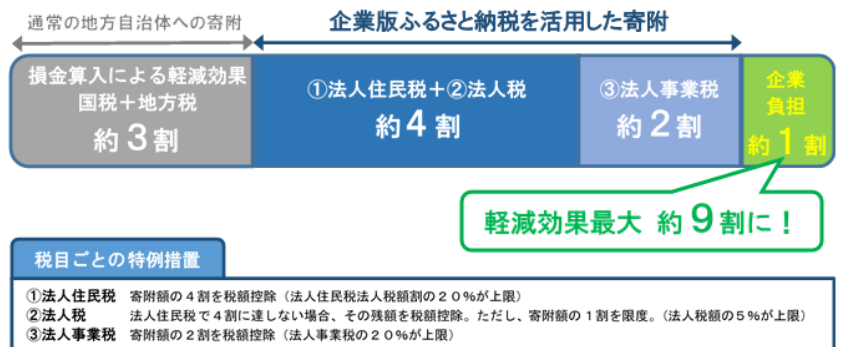 通常の地方自治体への寄附
企業版ふるさと納税を活用した寄附
損金算入による軽減効果
国税＋地方税
約３割
①法人住民税＋②法人税
約４割
③法人事業税
約２割
企業
負担
約１割
軽減効果最大 約９割に！
税目ごとの特例措置
①法人住民税 寄附額の４割を税額控除（法人住民税法人税額割の２０％が上限）
②法人税 法人住民税で４割に達しない場合、その残額を税額控除。ただし、寄附額の１割を限度。（法人税額の５％が上限）
③法人事業税 寄附額の２割を税額控除（法人事業税の２０％が上限）